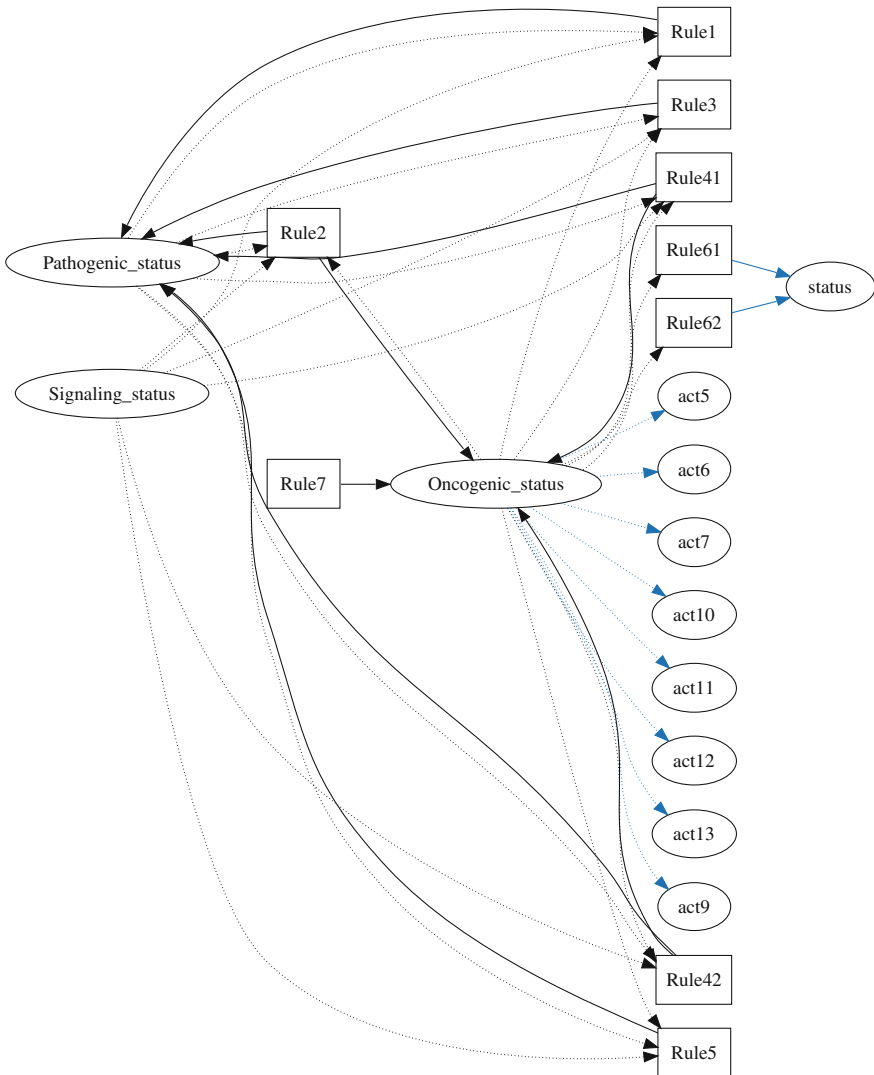 Rule1
Rule3
Rule41
Rule2
Rule61
Pathogenic_status
status
Rule62
Signaling_status
act5
act6
Rule7
Oncogenic_status
act7
act10
act11
act12
act13
act9
Rule42
Rule5